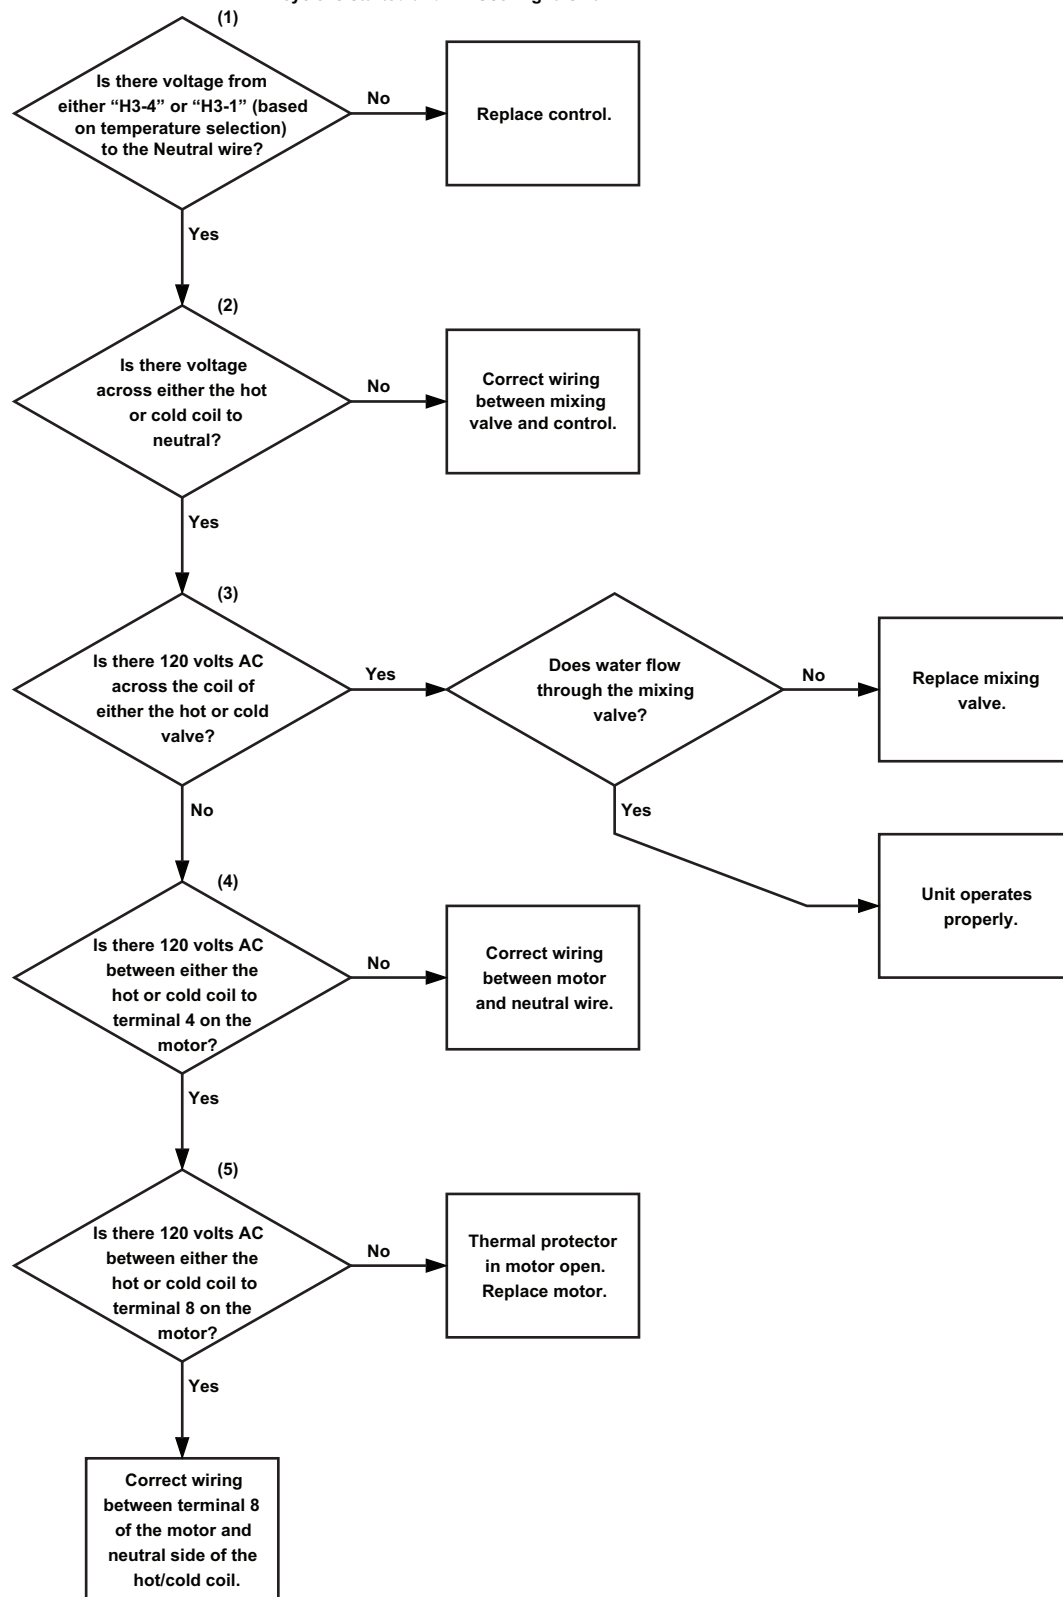 (1)
Is there voltage from
either “H3-4” or “H3-1” (based
on temperature selection)
to the Neutral wire?
No
Replace control.
Yes
(2)
Is there voltage
across either the hot
or cold coil to
neutral?
No
Correct wiring
between mixing
valve and control.
Yes
(3)
Is there 120 volts AC
across the coil of
either the hot or cold
valve?
Yes
Does water flow
through the mixing
valve?
No
Replace mixing
valve.
Yes
Unit operates
properly.
No
(4)
Is there 120 volts AC
between either the
hot or cold coil to
terminal 4 on the
motor?
No
Correct wiring
between motor
and neutral wire.
Yes
(5)
Is there 120 volts AC
between either the
hot or cold coil to
terminal 8 on the
motor?
No
Thermal protector
in motor open.
Replace motor.
Yes
Correct wiring
between terminal 8
of the motor and
neutral side of the
hot/cold coil.